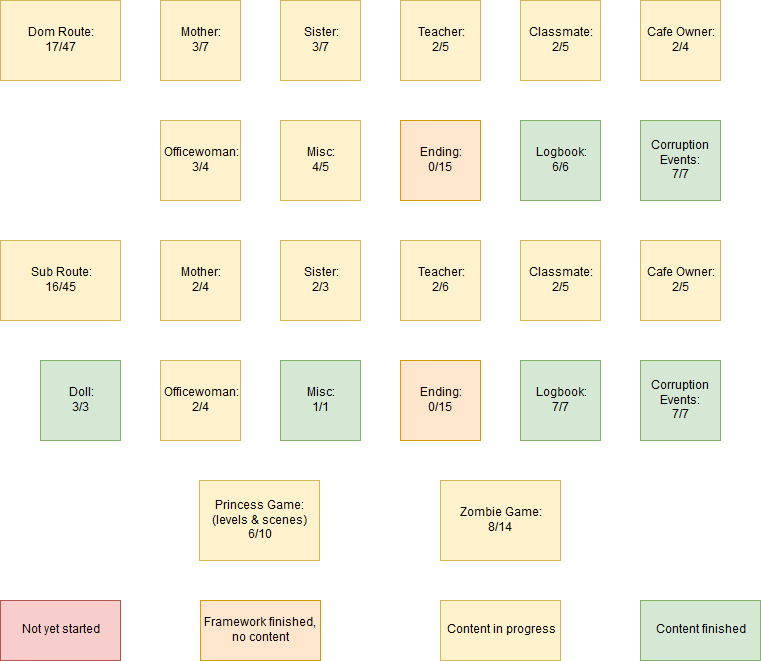 Dom Route:
17/47
Mother:
3/7
Sister:
3/7
Teacher:
2/5
Classmate:
2/5
Cafe Owner:
2/4
Officewoman:
3/4
Misc:
4/5
Ending:
0/15
Logbook:
6/6
Corruption
Events:
7/7
Sub Route:
16/45
Mother:
2/4
Sister:
2/3
Teacher:
2/6
Classmate:
2/5
Cafe Owner:
2/5
Doll:
3/3
Officewoman:
2/4
Misc:
1/1
Ending:
0/15
Logbook:
7/7
Corruption
Events:
7/7
Princess Game:
(levels & scenes)
6/10
Zombie Game:
8/14
Not yet started
Framework finished,
no content
Content in progress
Content finished